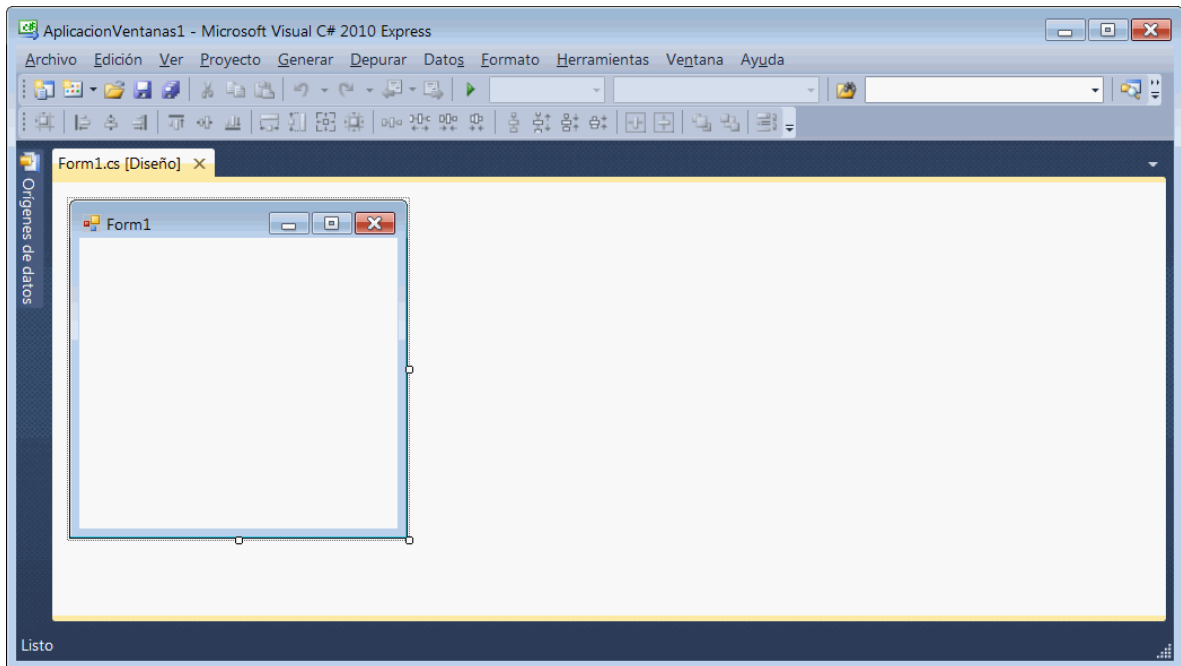 AplicacionVentanas1 - Microsoft Visual C# 2010 Express
Archivo Edición Ver Proyecto Generar Depurar Datos Formato Herramientas Ventana Ayuda
Form1.cs [Diseño]
Orígenes de datos
Form1
Listo